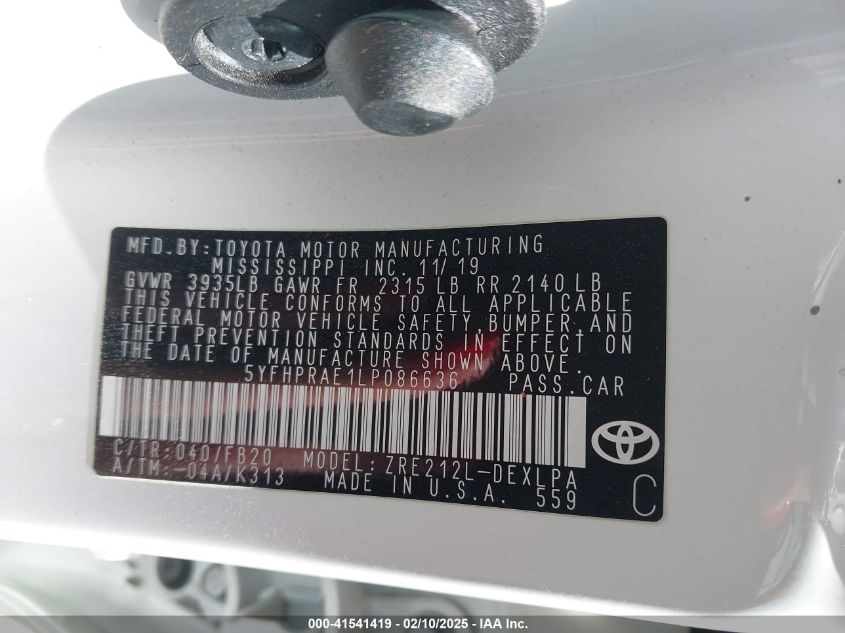 MFD.BY:TOYOTA MOTOR MANUFACTURING
MISSISSIPPI INC. 11/19
GVWR 3935LB GAWR FR 2315 LB RR 2140 LB
THIS VEHICLE CONFORMS TO ALL APPLICABLE
FEDERAL MOTOR VEHICLE SAFETY, BUMPER, AND
THEFT PREVENTION STANDARDS IN EFFECT ON
THE DATE OF MANUFACTURE SHOWN ABOVE.
5YFHPRAE1LP086636 PASS.CAR
C/TR:040/FB20 MODEL: ZRE212L-DEXLPA
A/TM: -04A/K313 MADE IN U.S.A. 559
C
000-41541419 - 02/10/2025 - IAA Inc.